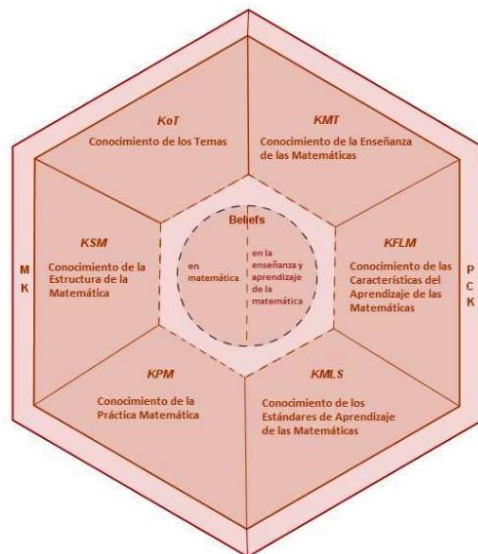 KoT
Conocimiento de los Temas
KMT
Conocimiento de la Enseñanza
de las Matemáticas
MK
KSM
Conocimiento de la
Estructura de la
Matemática
Beliefs
en
matemática
en la
enseñanza y
aprendizaje
de la
matemática
KFLM
Conocimiento de las
Características del
Aprendizaje de las
Matemáticas
PCK
KPM
Conocimiento de la
Práctica Matemática
KMLS
Conocimiento de los
Estándares de Aprendizaje
de las Matemáticas